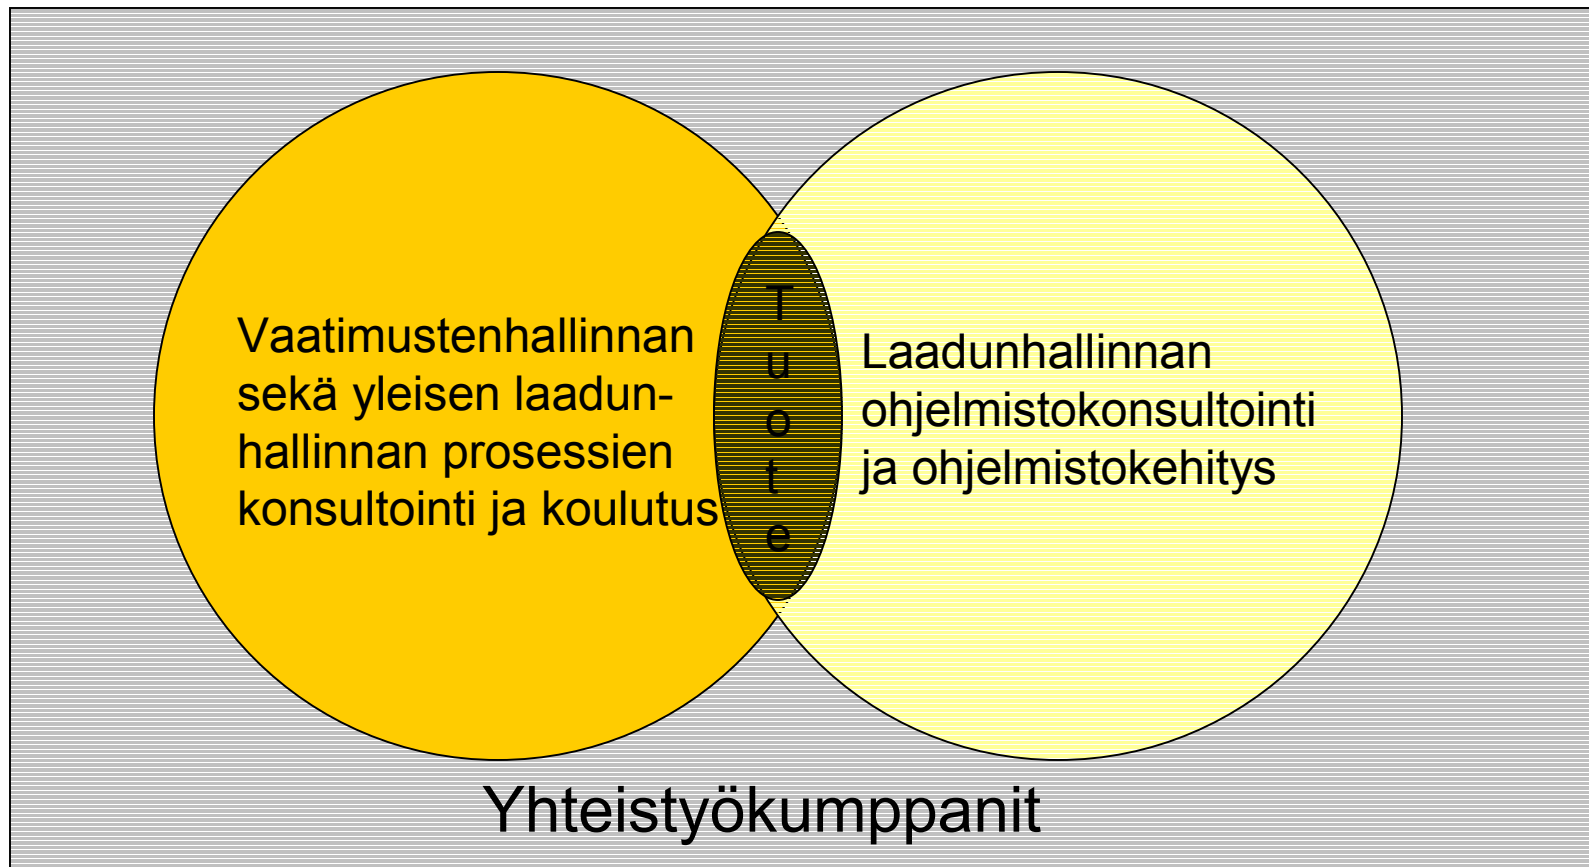 Vaatimustenhallinnan
sekä yleisen laadun-
hallinnan prosessien
konsultointi ja koulutus
T
u
o
t
e
Laadunhallinnan
ohjelmistokonsultointi
ja ohjelmistokehitys
Yhteistyökumppanit